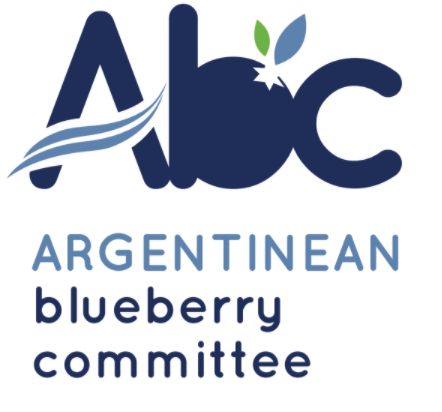 Abc
ARGENTINEAN
blueberry
committee